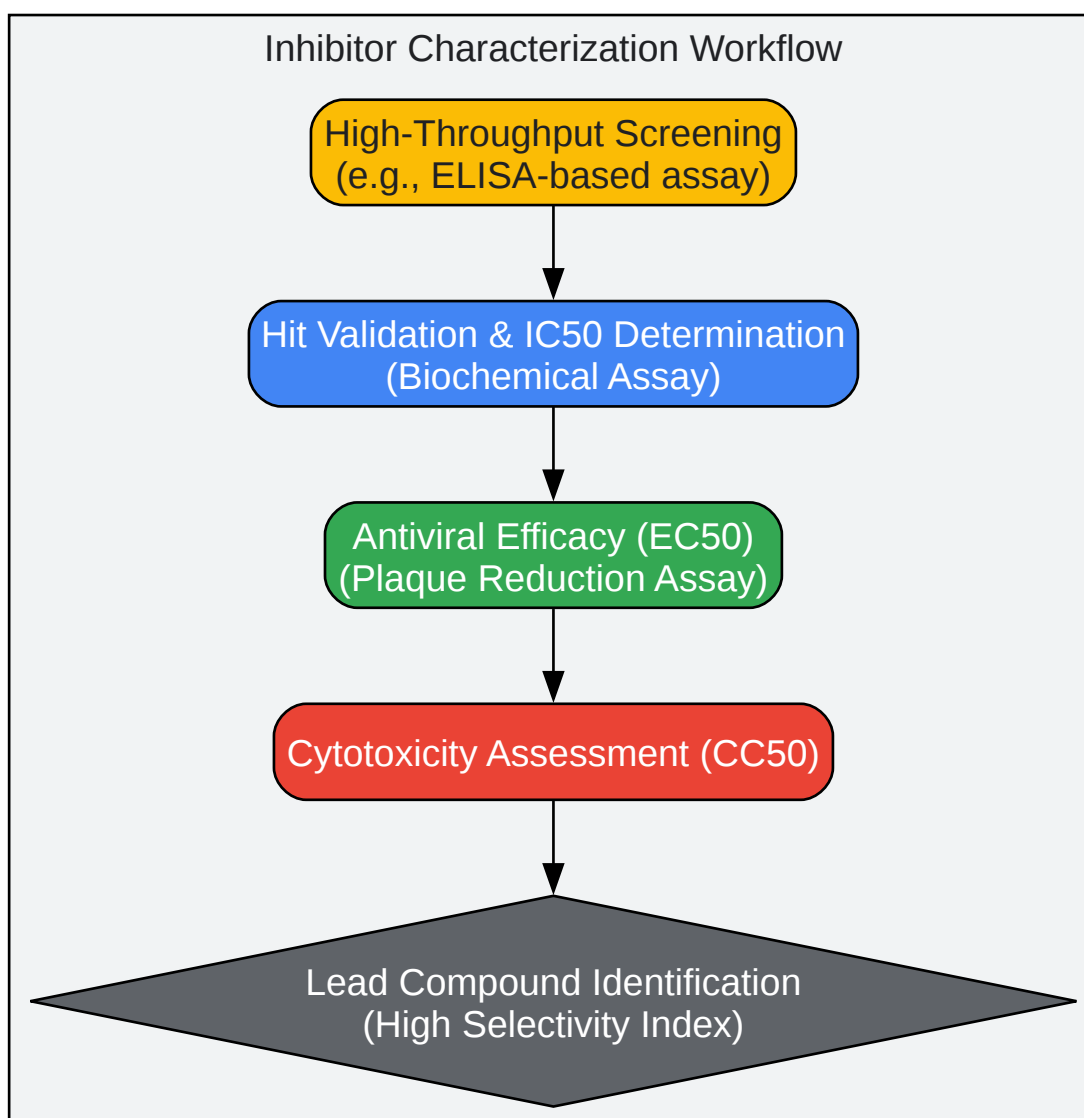 Inhibitor Characterization Workflow
High-Throughput Screening
(e.g., ELISA-based assay)
Hit Validation & IC50 Determination
(Biochemical Assay)
Antiviral Efficacy (EC50)
(Plaque Reduction Assay)
Cytotoxicity Assessment (CC50)
Lead Compound Identification
(High Selectivity Index)